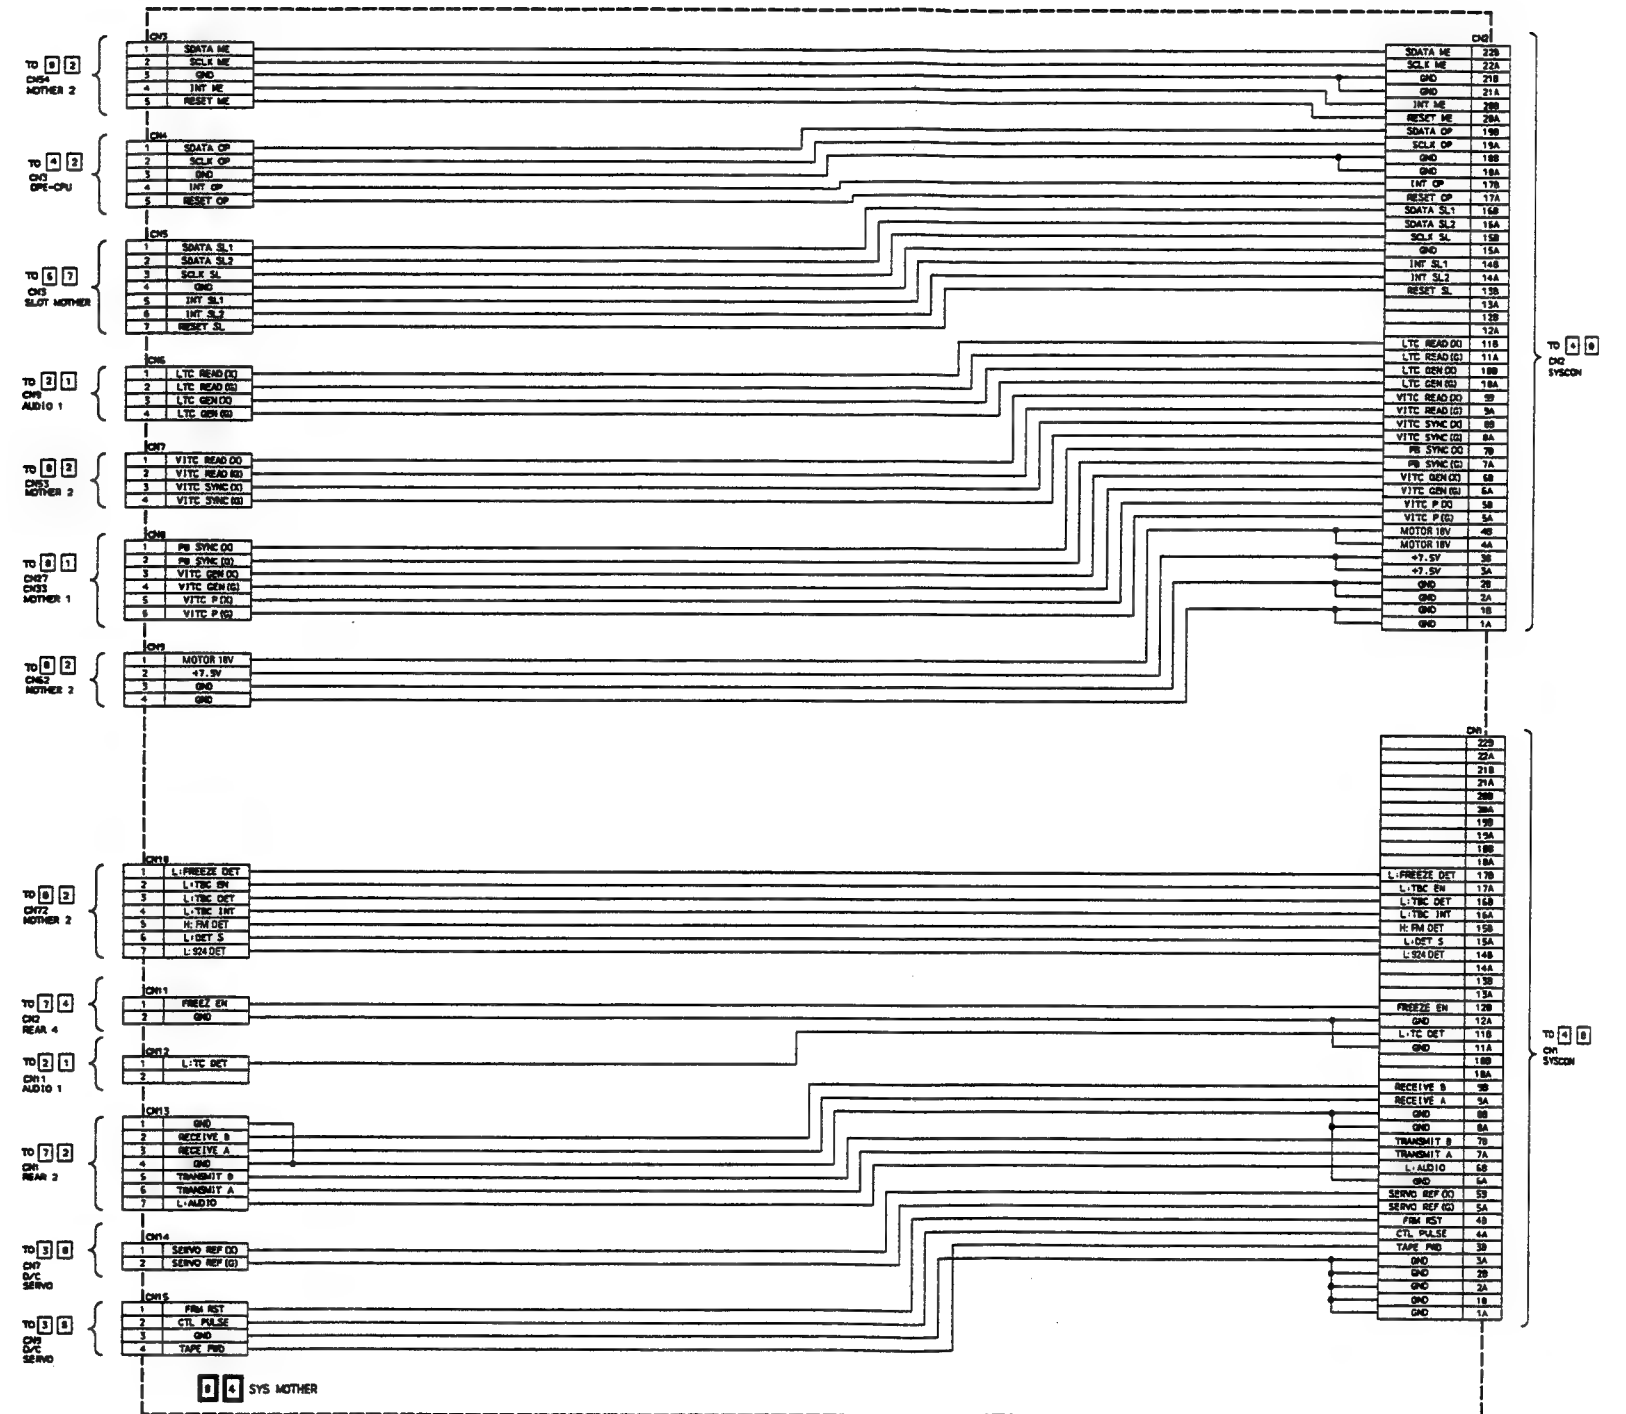 CN3
1 SDATA ME
2 SCLK ME
3 GND
4 INT ME
5 RESET ME
TO 8 2
CN54
MOTHER 2
CN4
1 SDATA OP
2 SCLK OP
3 GND
4 INT OP
5 RESET OP
TO 4 2
CN3
OPE-CPU
CN5
1 SDATA SL1
2 SDATA SL2
3 SCLK SL
4 GND
5 INT SL1
6 INT SL2
7 RESET SL
TO 6 7
CN3
SLOT MOTHER
CN6
1 LTC READ (X)
2 LTC READ (G)
3 LTC GEN (X)
4 LTC GEN (G)
TO 2 1
CN9
AUDIO 1
CN7
1 VITC READ (X)
2 VITC READ (G)
3 VITC SYNC (X)
4 VITC SYNC (G)
TO 8 2
CN53
MOTHER 2
CN8
1 PB SYNC (X)
2 PB SYNC (G)
3 VITC GEN (X)
4 VITC GEN (G)
5 VITC P (X)
6 VITC P (G)
TO 8 1
CN27
CN33
MOTHER 1
CN9
1 MOTOR 18V
2 +7.5V
3 GND
4 GND
TO 8 2
CN62
MOTHER 2
CN10
1 L:FREEZE DET
2 L:TBC EN
3 L:TBC DET
4 L:TBC INT
5 H: FM DET
6 L:DET S
7 L: 924 DET
TO 8 2
CN72
MOTHER 2
CN11
1 FREEZ EN
2 GND
TO 7 4
CN2
REAR 4
CN12
1 L:TC DET
2
TO 2 1
CN11
AUDIO 1
CN13
1 GND
2 RECEIVE B
3 RECEIVE A
4 GND
5 TRANSMIT B
6 TRANSMIT A
7 L:AUDIO
TO 7 2
CN1
REAR 2
CN14
1 SERVO REF (X)
2 SERVO REF (G)
TO 3
CN7
D/C
SERVO
CN15
1 FRM RST
2 CTL PULSE
3 GND
4 TAPE FWD
TO 3
CN9
D/C
SERVO
CN2
SDATA ME 22B
SCLK ME 22A
GND 21B
GND 21A
INT ME 20B
RESET ME 20A
SDATA OP 19B
SCLK OP 19A
GND 18B
GND 18A
INT OP 17B
RESET OP 17A
SDATA SL1 16B
SDATA SL2 16A
SCLK SL 15B
GND 15A
INT SL1 14B
INT SL2 14A
RESET SL 13B
13A
12B
12A
LTC READ (X) 11B
LTC READ (G) 11A
LTC GEN (X) 10B
LTC GEN (G) 10A
VITC READ (X) 9B
VITC READ (G) 9A
VITC SYNC (X) 8B
VITC SYNC (G) 8A
PB SYNC (X) 7B
PB SYNC (G) 7A
VITC GEN (X) 6B
VITC GEN (G) 6A
VITC P (X) 5B
VITC P (G) 5A
MOTOR 18V 4B
MOTOR 18V 4A
+7.5V 3B
+7.5V 3A
GND 2B
GND 2A
GND 1B
GND 1A
TO 4
CN2
SYSCON
CN1
22B
22A
21B
21A
20B
20A
19B
19A
18B
18A
L:FREEZE DET 17B
L:TBC EN 17A
L:TBC DET 16B
L:TBC INT 16A
H: FM DET 15B
L:DET S 15A
L: 924 DET 14B
14A
13B
13A
FREEZE EN 12B
GND 12A
L:TC DET 11B
GND 11A
10B
10A
RECEIVE B 9B
RECEIVE A 9A
GND 8B
GND 8A
TRANSMIT B 7B
TRANSMIT A 7A
L:AUDIO 6B
GND 6A
SERVO REF (X) 5B
SERVO REF (G) 5A
FRM RST 4B
CTL PULSE 4A
TAPE FWD 3B
GND 3A
GND 2B
GND 2A
GND 1B
GND 1A
TO 4
CN1
SYSCON
4 SYS MOTHER